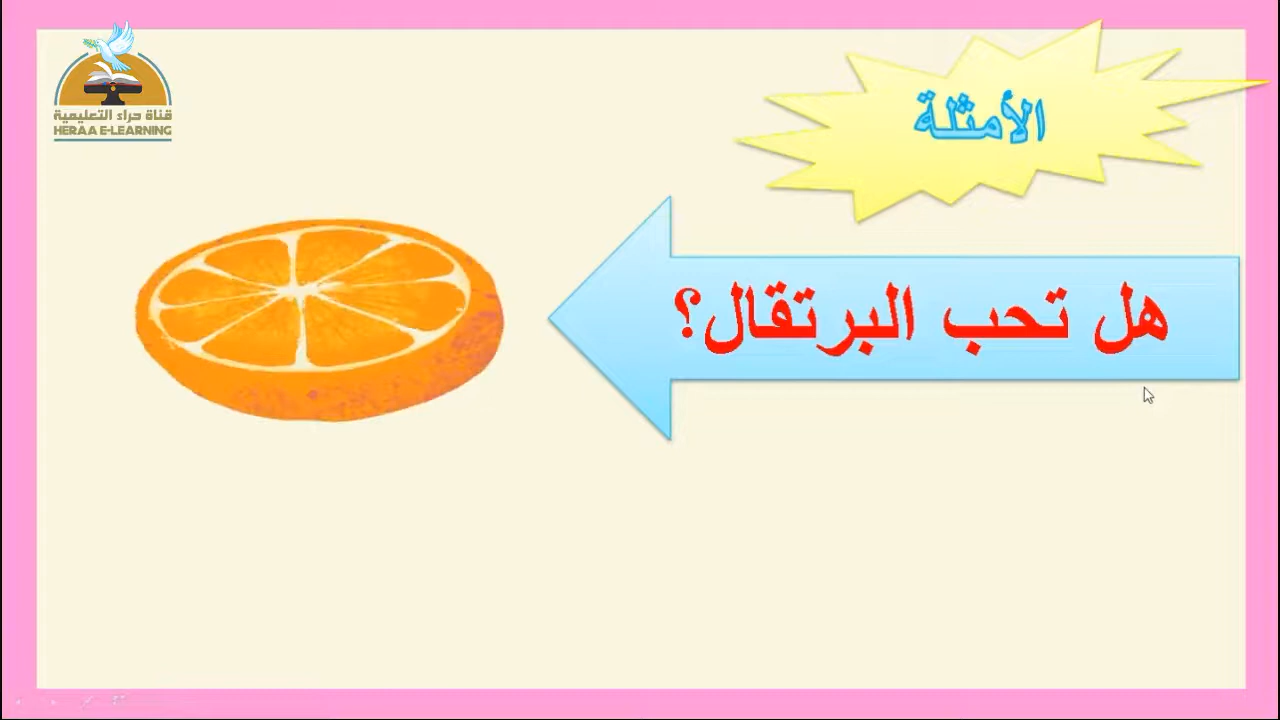 قناة حراء التعليمية
HERAA E-LEARNING
الأمثلة
هل تحب البرتقال؟